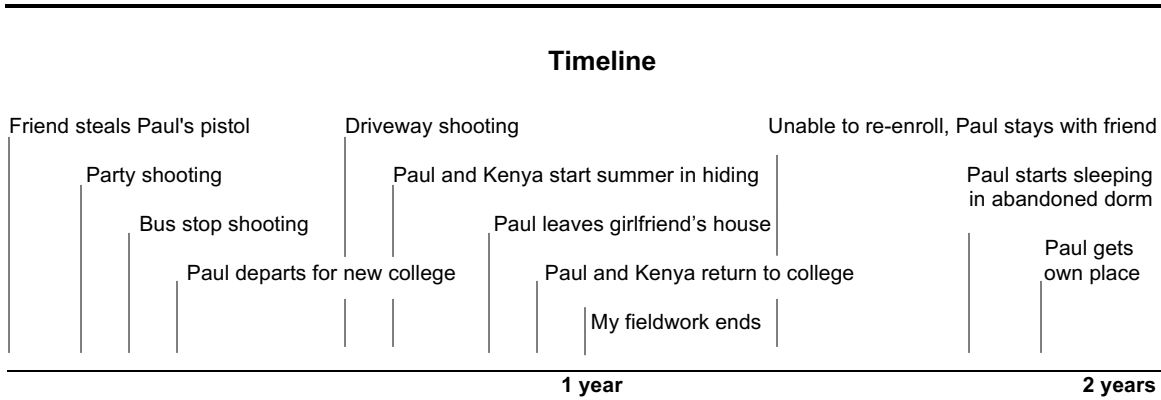 Timeline
Friend steals Paul's pistol
Driveway shooting
Unable to re-enroll, Paul stays with friend
Party shooting
Paul and Kenya start summer in hiding
Paul starts sleeping
in abandoned dorm
Bus stop shooting
Paul leaves girlfriend’s house
Paul gets
own place
Paul departs for new college
Paul and Kenya return to college
My fieldwork ends
1 year
2 years